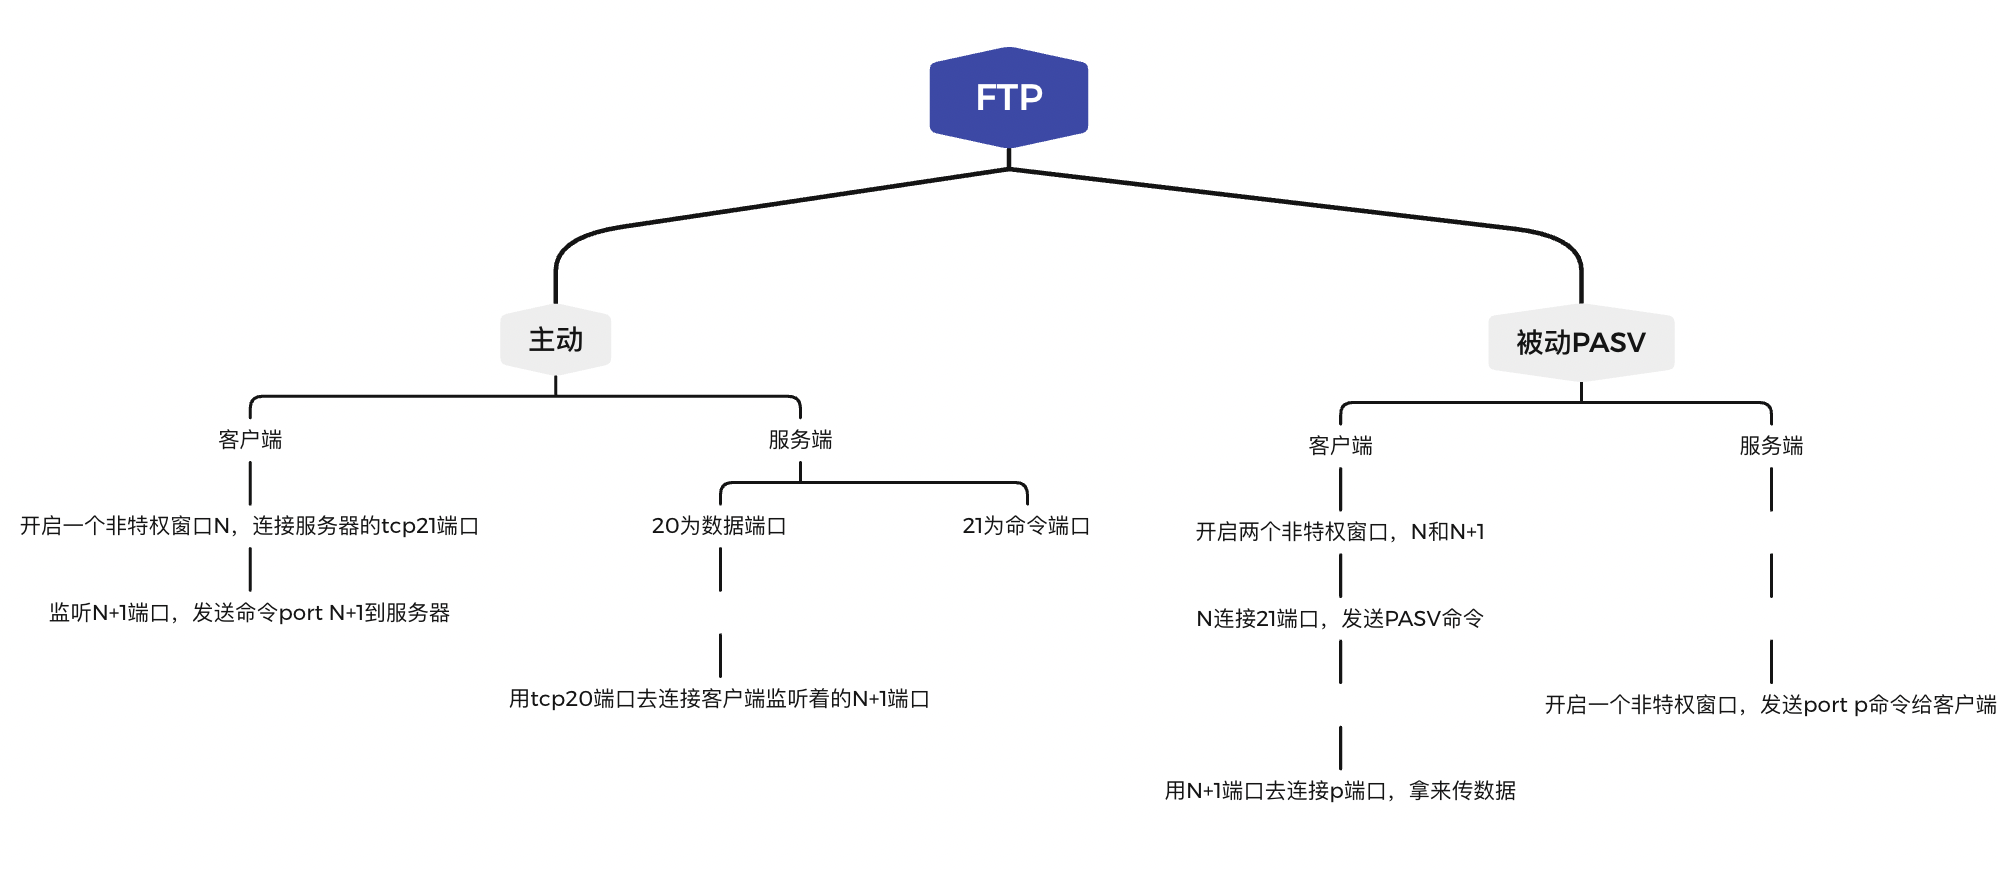 FTP
主动
被动PASV
客户端
服务端
客户端
服务端
开启一个非特权窗口N，连接服务器的tcp21端口
20为数据端口
21为命令端口
开启两个非特权窗口，N和N+1
监听N+1端口，发送命令port N+1到服务器
N连接21端口，发送PASV命令
用tcp20端口去连接客户端监听着的N+1端口
开启一个非特权窗口，发送port p命令给客户端
用N+1端口去连接p端口，拿来传数据